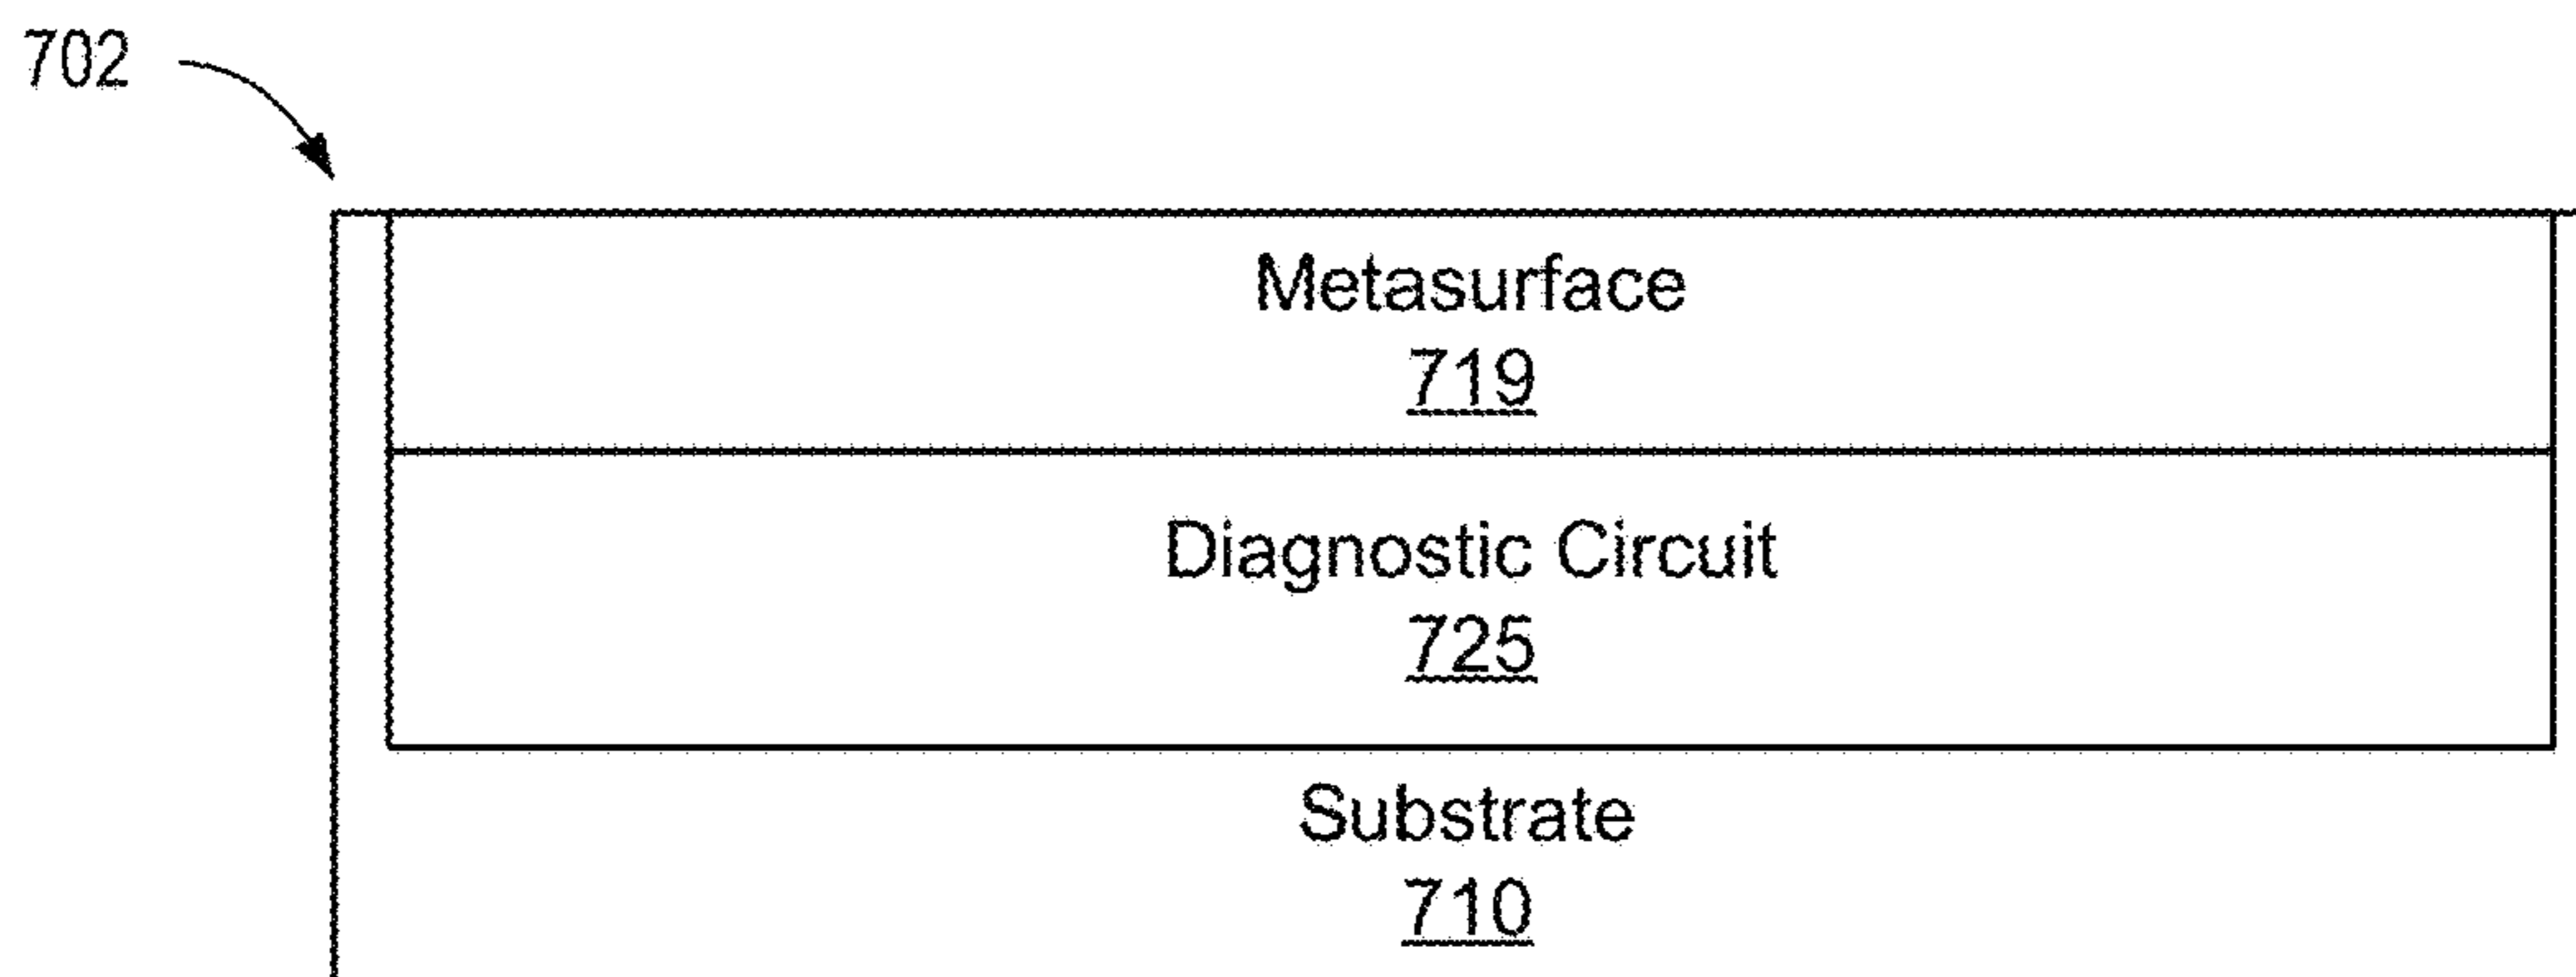 702
Metasurface
719
Diagnostic Circuit
725
Substrate
710